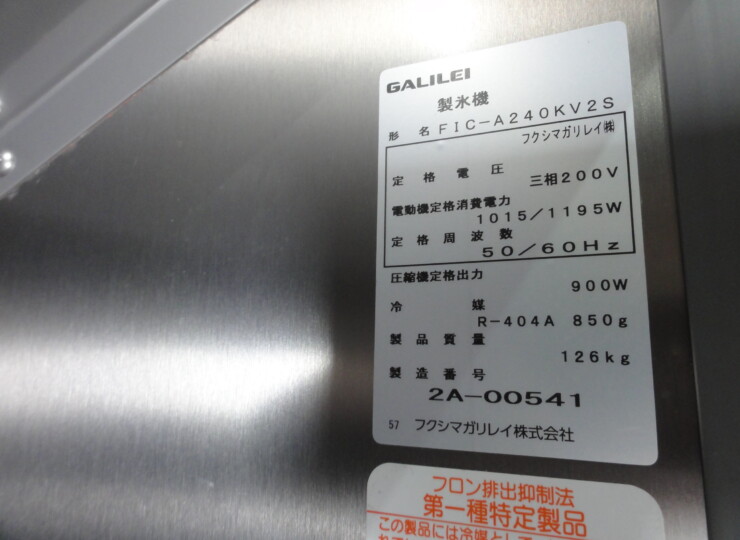 GALILEI
製氷機
形名 FIC-A240KV2S
フクシマガリレイ㈱
定格電圧
三相200V
電動機定格消費電力
1015/1195W
定格周波数
50/60Hz
圧縮機定格出力
900W
冷媒
R-404A 850g
製品質量
126kg
製造番号
2A-00541
57 フクシマガリレイ株式会社
フロン排出抑制法
第一種特定製品
この製品には冷媒として